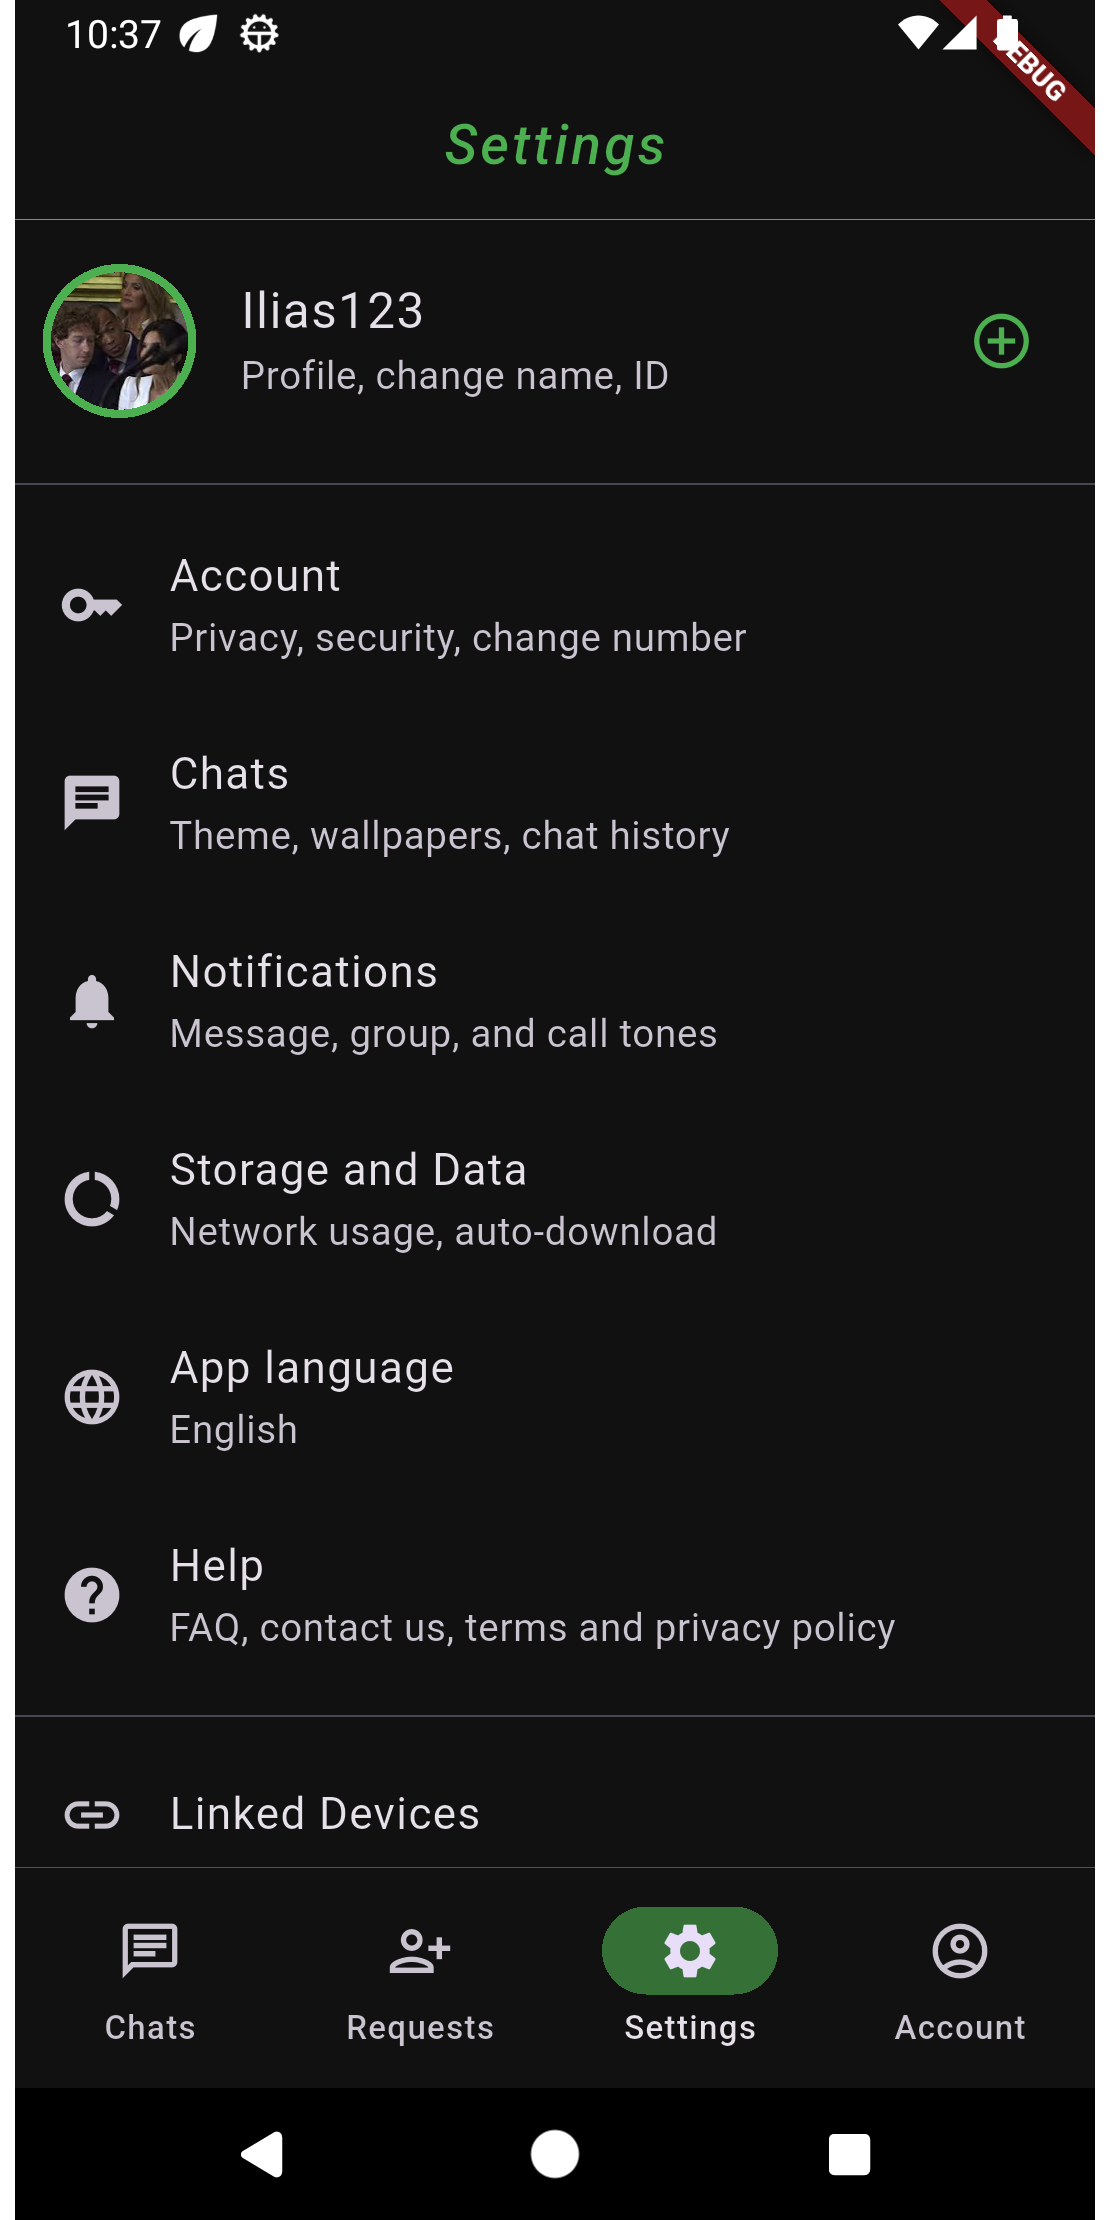 10:37
DEBUG
Settings
Ilias123
Profile, change name, ID
Account
Privacy, security, change number
Chats
Theme, wallpapers, chat history
Notifications
Message, group, and call tones
Storage and Data
Network usage, auto-download
App language
English
Help
FAQ, contact us, terms and privacy policy
Linked Devices
Chats
Requests
Settings
Account